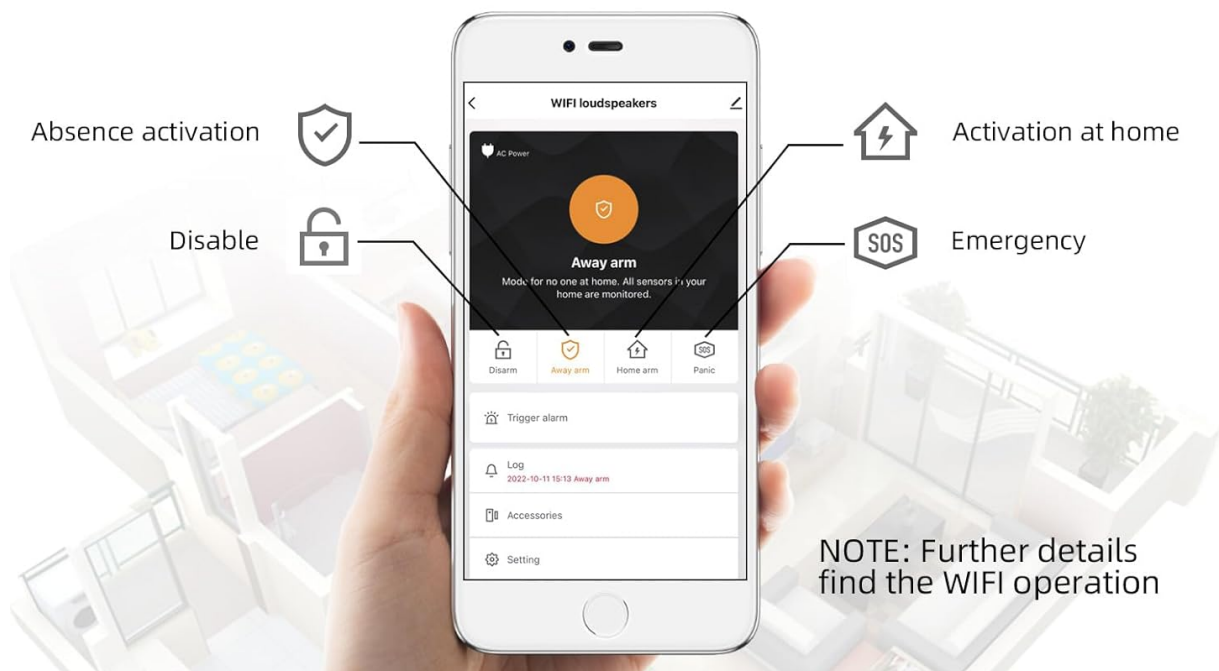 Absence activation
Disable
WIFI loudspeakers
AC Power
Away arm
Mode for no one at home. All sensors in your
home are monitored.
Disarm
Away arm
Home arm
SOS
Panic
Trigger alarm
Log
2022-10-11 15:13 Away arm
Accessories
Setting
Activation at home
SOS
Emergency
NOTE: Further details
find the WIFI operation